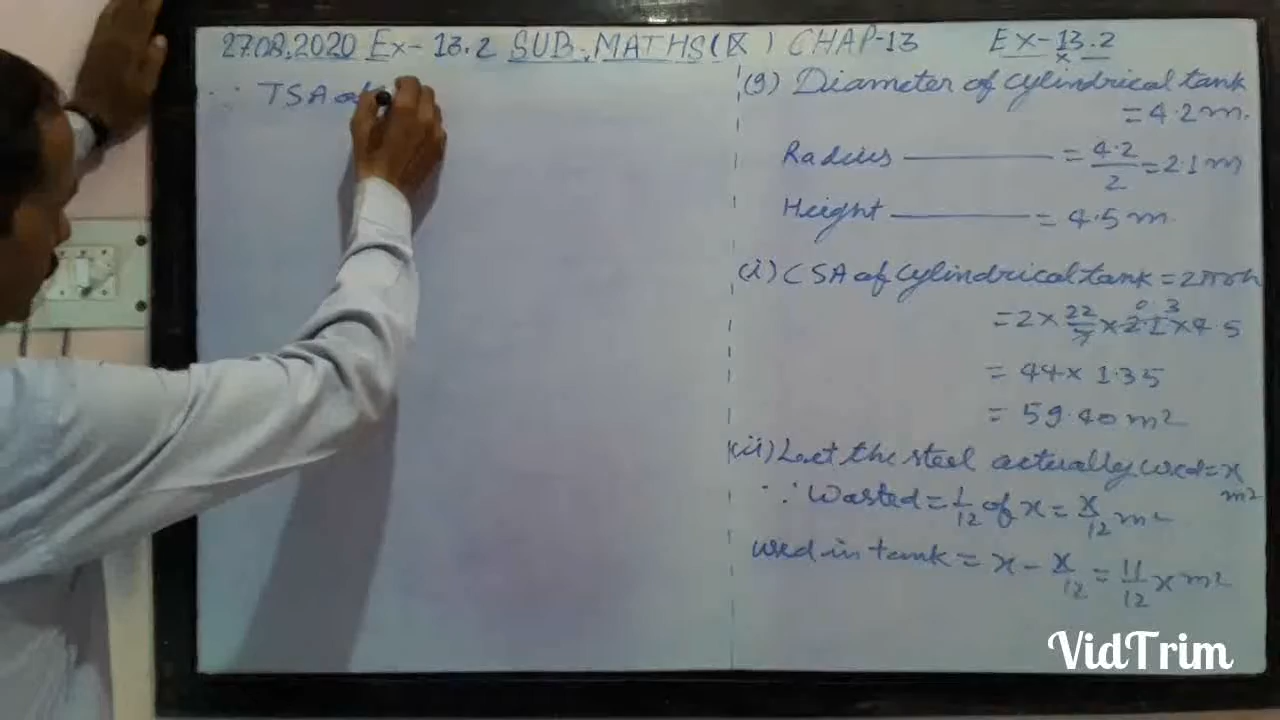 27.08.2020 Ex-13.2 SUB. MATHS (IX) CHAP-13 Ex-13.2
∵ TSA of
(9) Diameter of cylindrical tank
= 4.2 m.
Radius = 4.2/2 = 2.1 m
Height = 4.5 m.
(i) CSA of cylindrical tank = 2πrh
= 2 × 22/7 × 2.1 × 4.5
0.3
= 44 × 1.35
= 59.40 m²
(ii) Let the steel actually used = x
m²
∵ Wasted = 1/12 of x = x/12 m²
used in tank = x - x/12 = 11/12 x m²
VidTrim